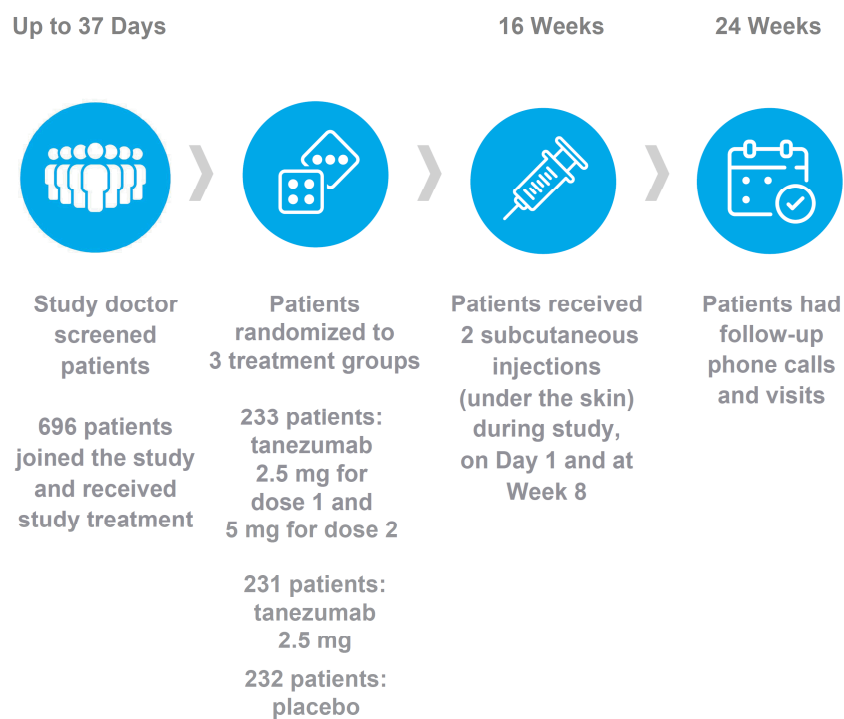 Up to 37 Days
16 Weeks
24 Weeks
Study doctor
screened
patients
696 patients
joined the study
and received
study treatment
Patients
randomized to
3 treatment groups
233 patients:
tanezumab
2.5 mg for
dose 1 and
5 mg for dose 2
231 patients:
tanezumab
2.5 mg
232 patients:
placebo
Patients received
2 subcutaneous
injections
(under the skin)
during study,
on Day 1 and at
Week 8
Patients had
follow-up
phone calls
and visits